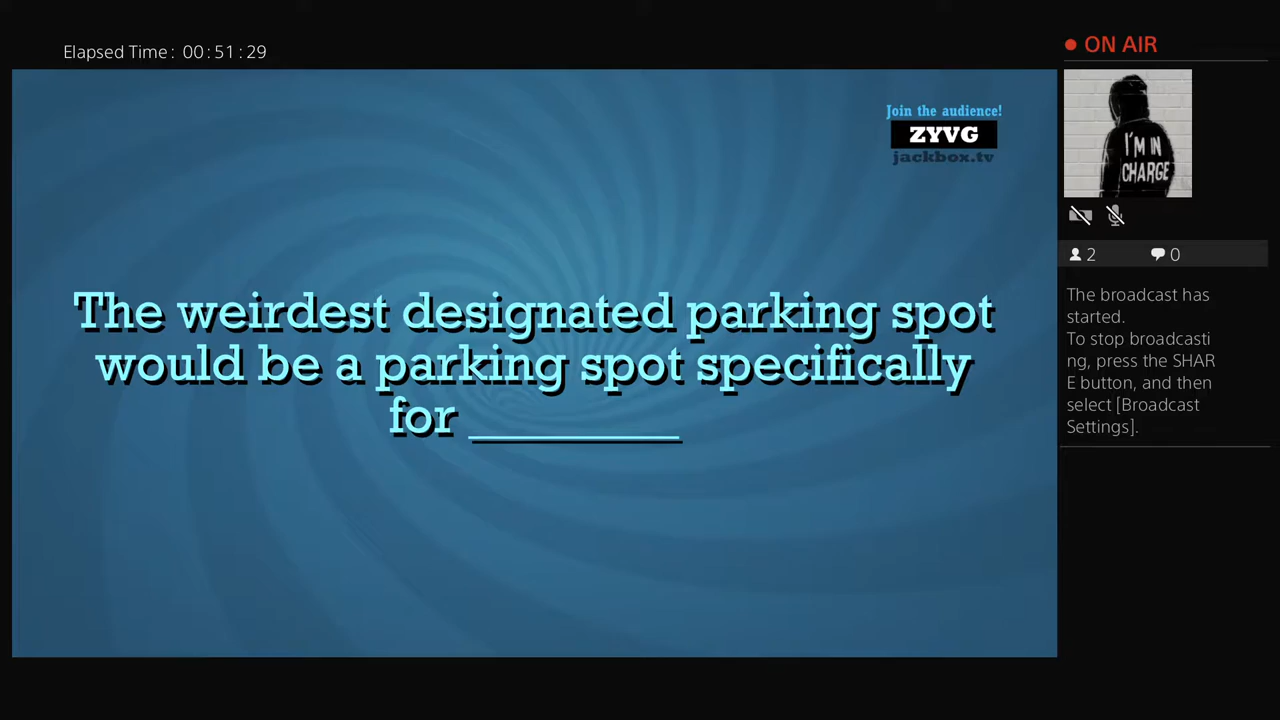 Elapsed Time: 00:51:29
ON AIR
Join the audience!
ZYVG
jackbox.tv
I'M IN
CHARGE
2
0
The weirdest designated parking spot
would be a parking spot specifically
for __________
The broadcast has
started.
To stop broadcasti
ng, press the SHAR
E button, and then
select [Broadcast
Settings].